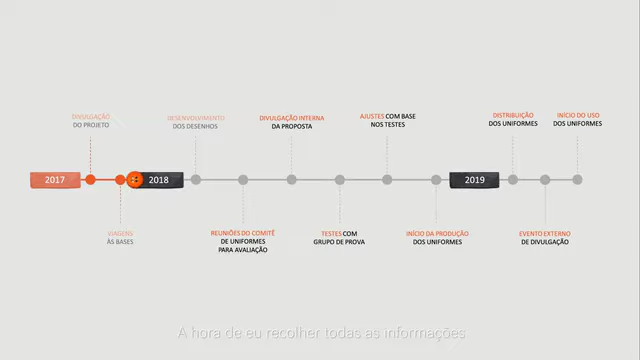 DIVULGAÇÃO
DO PROJETO
DESENVOLVIMENTO
DOS DESENHOS
DIVULGAÇÃO INTERNA
DA PROPOSTA
AJUSTES COM BASE
NOS TESTES
DISTRIBUIÇÃO
DOS UNIFORMES
INÍCIO DO USO
DOS UNIFORMES
2017
2018
2019
VIAGENS
ÀS BASES
REUNIÕES DO COMITÊ
DE UNIFORMES
PARA AVALIAÇÃO
TESTES COM
GRUPO DE PROVA
INÍCIO DA PRODUÇÃO
DOS UNIFORMES
EVENTO EXTERNO
DE DIVULGAÇÃO
A hora de eu recolher todas as informações